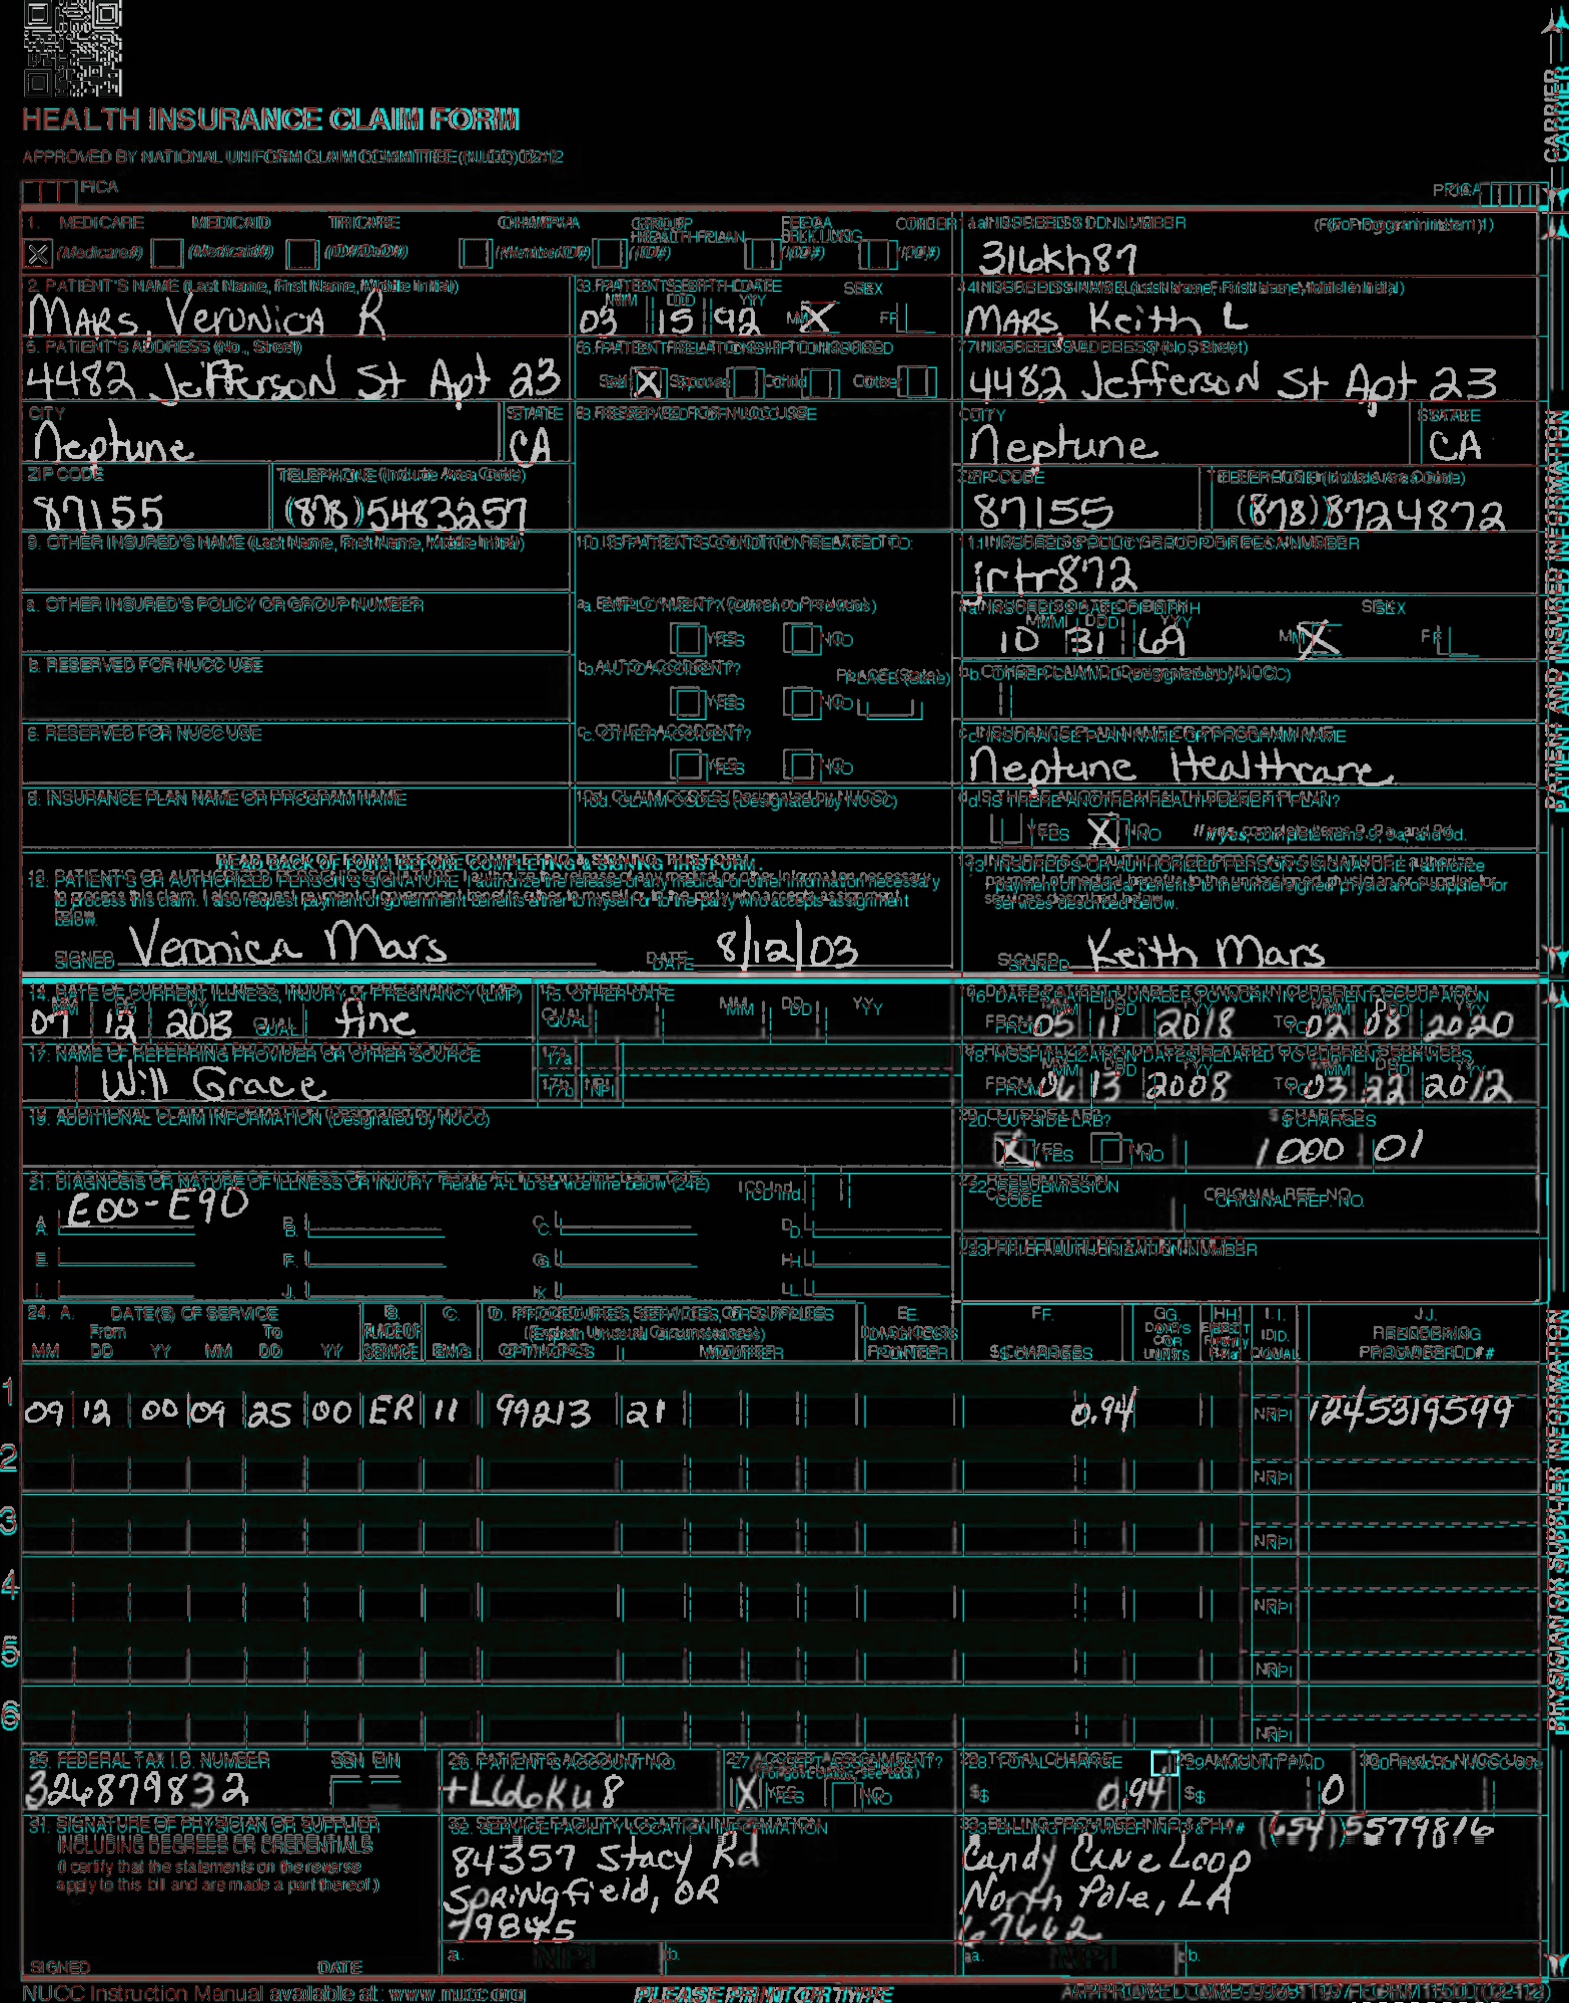 HEALTH INSURANCE CLAIM FORM
APPROVED BY NATIONAL UNIFORM CLAIM COMMITTEE (NUCC) 02/12
PICA PICA
CARRIER
1. MEDICARE MEDICAID TRICARE CHAMPVA GROUP HEALTH PLAN FECA BLK LUNG OTHER
(Medicare#) (Medicaid#) (ID#/DoD#) (Member ID#) (ID#) (ID#) (ID#)
X
1a. INSURED'S I.D. NUMBER (For Program in Item 1)
316kh87
2. PATIENT'S NAME (Last Name, First Name, Middle Initial)
MARS, Veronica R
3. PATIENT'S BIRTH DATE SEX
MM DD YY
03 15 92 M X F
4. INSURED'S NAME (Last Name, First Name, Middle Initial)
MARS, Keith L
5. PATIENT'S ADDRESS (No., Street)
4482 Jefferson St Apt 23
6. PATIENT RELATIONSHIP TO INSURED
Self X Spouse Child Other
7. INSURED'S ADDRESS (No., Street)
4482 Jefferson St Apt 23
CITY STATE
Neptune CA
8. RESERVED FOR NUCC USE
CITY STATE
Neptune CA
ZIP CODE TELEPHONE (Include Area Code)
87155 (878)5483257
ZIP CODE TELEPHONE (Include Area Code)
87155 (878)8724872
9. OTHER INSURED'S NAME (Last Name, First Name, Middle Initial)
10. IS PATIENT'S CONDITION RELATED TO:
11. INSURED'S POLICY GROUP OR FECA NUMBER
jrtr872
a. OTHER INSURED'S POLICY OR GROUP NUMBER
a. EMPLOYMENT? (Current or Previous)
YES NO
a. INSURED'S DATE OF BIRTH SEX
MM DD YY
10 31 69 M X F
b. RESERVED FOR NUCC USE
b. AUTO ACCIDENT? PLACE (State)
YES NO
b. OTHER CLAIM ID (Designated by NUCC)
c. RESERVED FOR NUCC USE
c. OTHER ACCIDENT?
YES NO
c. INSURANCE PLAN NAME OR PROGRAM NAME
Neptune Healthcare
d. INSURANCE PLAN NAME OR PROGRAM NAME
10d. CLAIM CODES (Designated by NUCC)
d. IS THERE ANOTHER HEALTH BENEFIT PLAN?
YES X NO If yes, complete items 9, 9a, and 9d.
READ BACK OF FORM BEFORE COMPLETING & SIGNING THIS FORM.
12. PATIENT'S OR AUTHORIZED PERSON'S SIGNATURE I authorize the release of any medical or other information necessary
to process this claim. I also request payment of government benefits either to myself or to the party who accepts assignment
below.
SIGNED Veronica Mars DATE 8/12/03
13. INSURED'S OR AUTHORIZED PERSON'S SIGNATURE I authorize
payment of medical benefits to the undersigned physician or supplier for
services described below.
SIGNED Keith Mars
PATIENT AND INSURED INFORMATION
14. DATE OF CURRENT ILLNESS, INJURY, or PREGNANCY (LMP)
MM DD YY
07 12 2013 QUAL. fine
15. OTHER DATE
QUAL. MM DD YY
16. DATES PATIENT UNABLE TO WORK IN CURRENT OCCUPATION
MM DD YY MM DD YY
FROM 05 11 2018 TO 02 08 2020
17. NAME OF REFERRING PROVIDER OR OTHER SOURCE
Will Grace
17a.
17b. NPI
18. HOSPITALIZATION DATES RELATED TO CURRENT SERVICES
MM DD YY MM DD YY
FROM 06 13 2008 TO 03 22 2012
19. ADDITIONAL CLAIM INFORMATION (Designated by NUCC)
20. OUTSIDE LAB? $ CHARGES
X YES NO 1000 01
21. DIAGNOSIS OR NATURE OF ILLNESS OR INJURY Relate A-L to service line below (24E) ICD Ind.
A. E00-E90 B. C. D.
E. F. G. H.
I. J. K. L.
22. RESUBMISSION CODE ORIGINAL REF. NO.
23. PRIOR AUTHORIZATION NUMBER
24. A. DATE(S) OF SERVICE B. C. D. PROCEDURES, SERVICES, OR SUPPLIES E. F. G. H. I. J.
From To PLACE OF (Explain Unusual Circumstances) DIAGNOSIS DAYS OR EPSDT ID. RENDERING
MM DD YY MM DD YY SERVICE EMG CPT/HCPCS MODIFIER POINTER $ CHARGES UNITS Family Plan QUAL. PROVIDER ID. #
1
09 12 00 09 25 00 ER 11 99213 21 0.94 NPI 1245319599
2 NPI
3 NPI
4 NPI
5 NPI
6 NPI
25. FEDERAL TAX I.D. NUMBER SSN EIN
326879832
26. PATIENT'S ACCOUNT NO.
27. ACCEPT ASSIGNMENT?
(For govt. claims, see back)
X YES NO
28. TOTAL CHARGE
$ 0.94
29. AMOUNT PAID
$ 0
30. Rsvd for NUCC Use
31. SIGNATURE OF PHYSICIAN OR SUPPLIER
INCLUDING DEGREES OR CREDENTIALS
(I certify that the statements on the reverse
apply to this bill and are made a part thereof.)
SIGNED DATE
32. SERVICE FACILITY LOCATION INFORMATION
84357 Stacy Rd
Springfield, OR
79845
a. NPI b.
33. BILLING PROVIDER INFO & PH # (654)5579816
Candy Cane Loop
North Pole, LA
67662
a. NPI b.
PHYSICIAN OR SUPPLIER INFORMATION
NUCC Instruction Manual available at: www.nucc.org
PLEASE PRINT OR TYPE
APPROVED OMB-0938-1197 FORM 1500 (02-12)